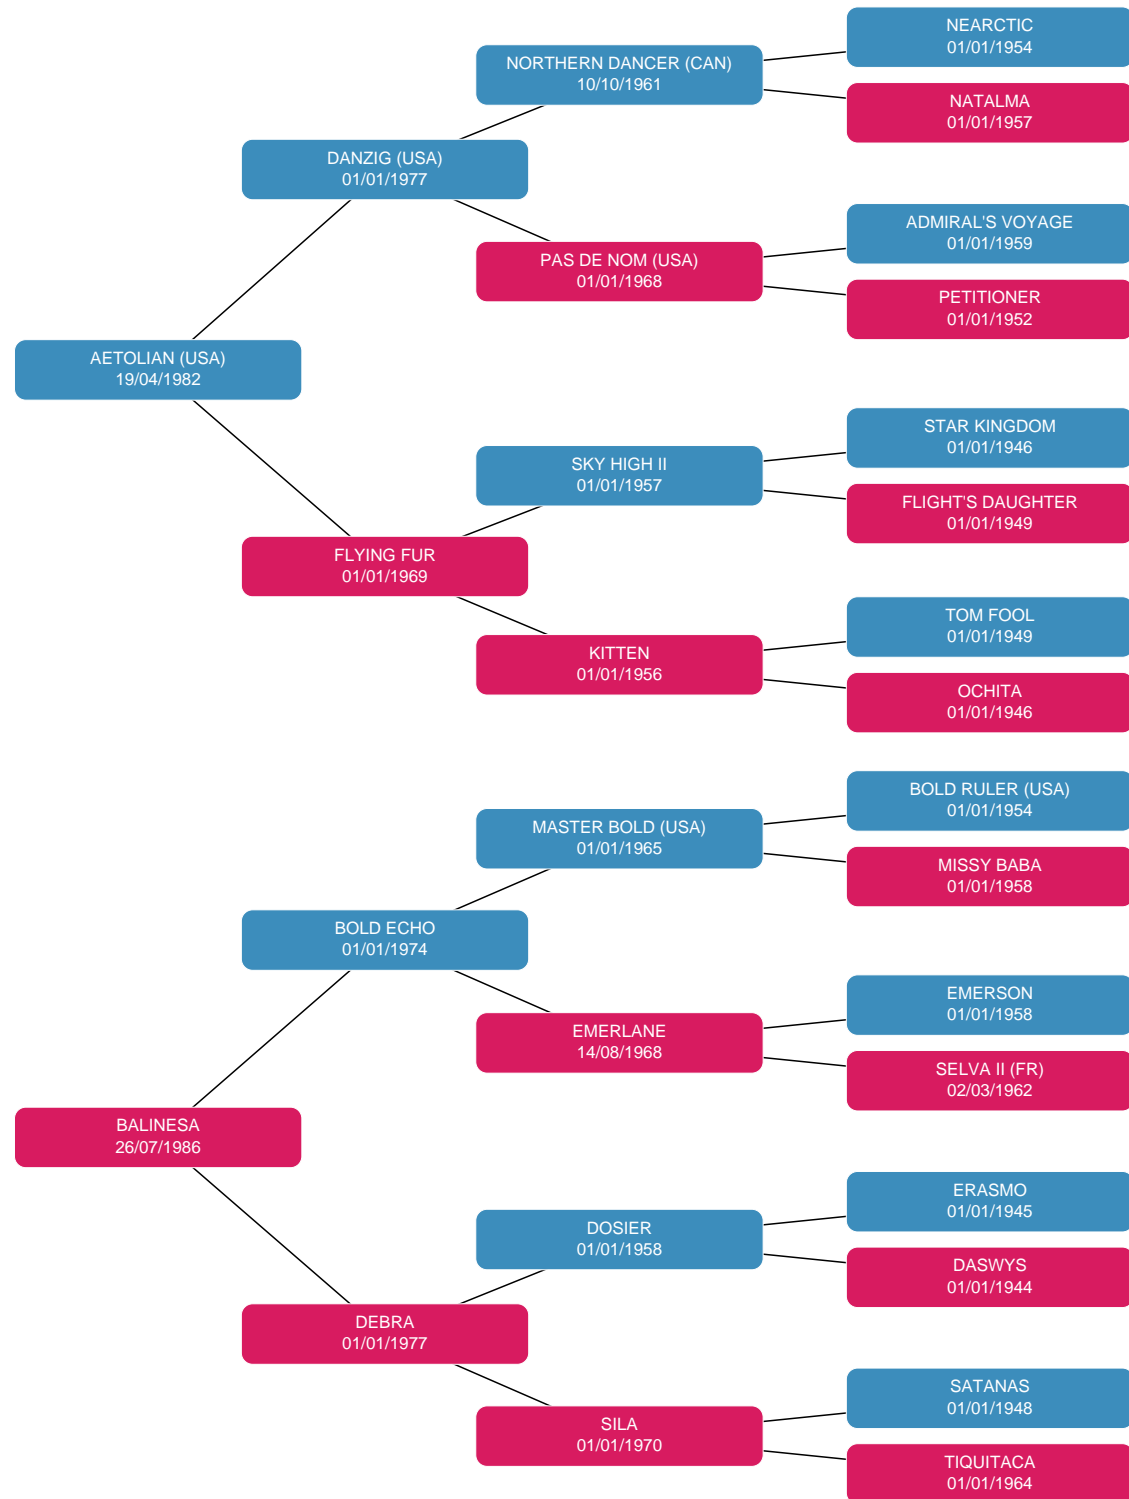 NEARCTIC
01/01/1954
NORTHERN DANCER (CAN)
10/10/1961
NATALMA
01/01/1957
DANZIG (USA)
01/01/1977
ADMIRAL'S VOYAGE
01/01/1959
PAS DE NOM (USA)
01/01/1968
PETITIONER
01/01/1952
AETOLIAN (USA)
19/04/1982
STAR KINGDOM
01/01/1946
SKY HIGH II
01/01/1957
FLIGHT'S DAUGHTER
01/01/1949
FLYING FUR
01/01/1969
TOM FOOL
01/01/1949
KITTEN
01/01/1956
OCHITA
01/01/1946
BOLD RULER (USA)
01/01/1954
MASTER BOLD (USA)
01/01/1965
MISSY BABA
01/01/1958
BOLD ECHO
01/01/1974
EMERSON
01/01/1958
EMERLANE
14/08/1968
SELVA II (FR)
02/03/1962
BALINESA
26/07/1986
ERASMO
01/01/1945
DOSIER
01/01/1958
DASWYS
01/01/1944
DEBRA
01/01/1977
SATANAS
01/01/1948
SILA
01/01/1970
TIQUITACA
01/01/1964